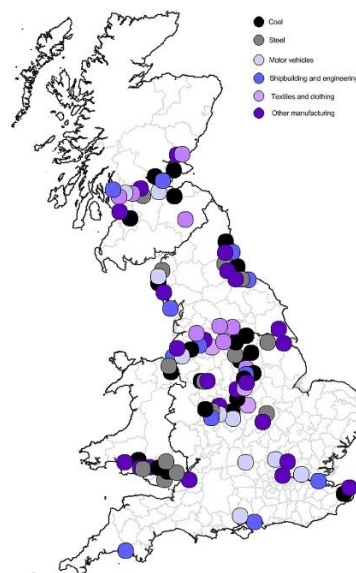 Coal
Steel
Motor vehicles
Shipbuilding and engineering
Textiles and clothing
Other manufacturing